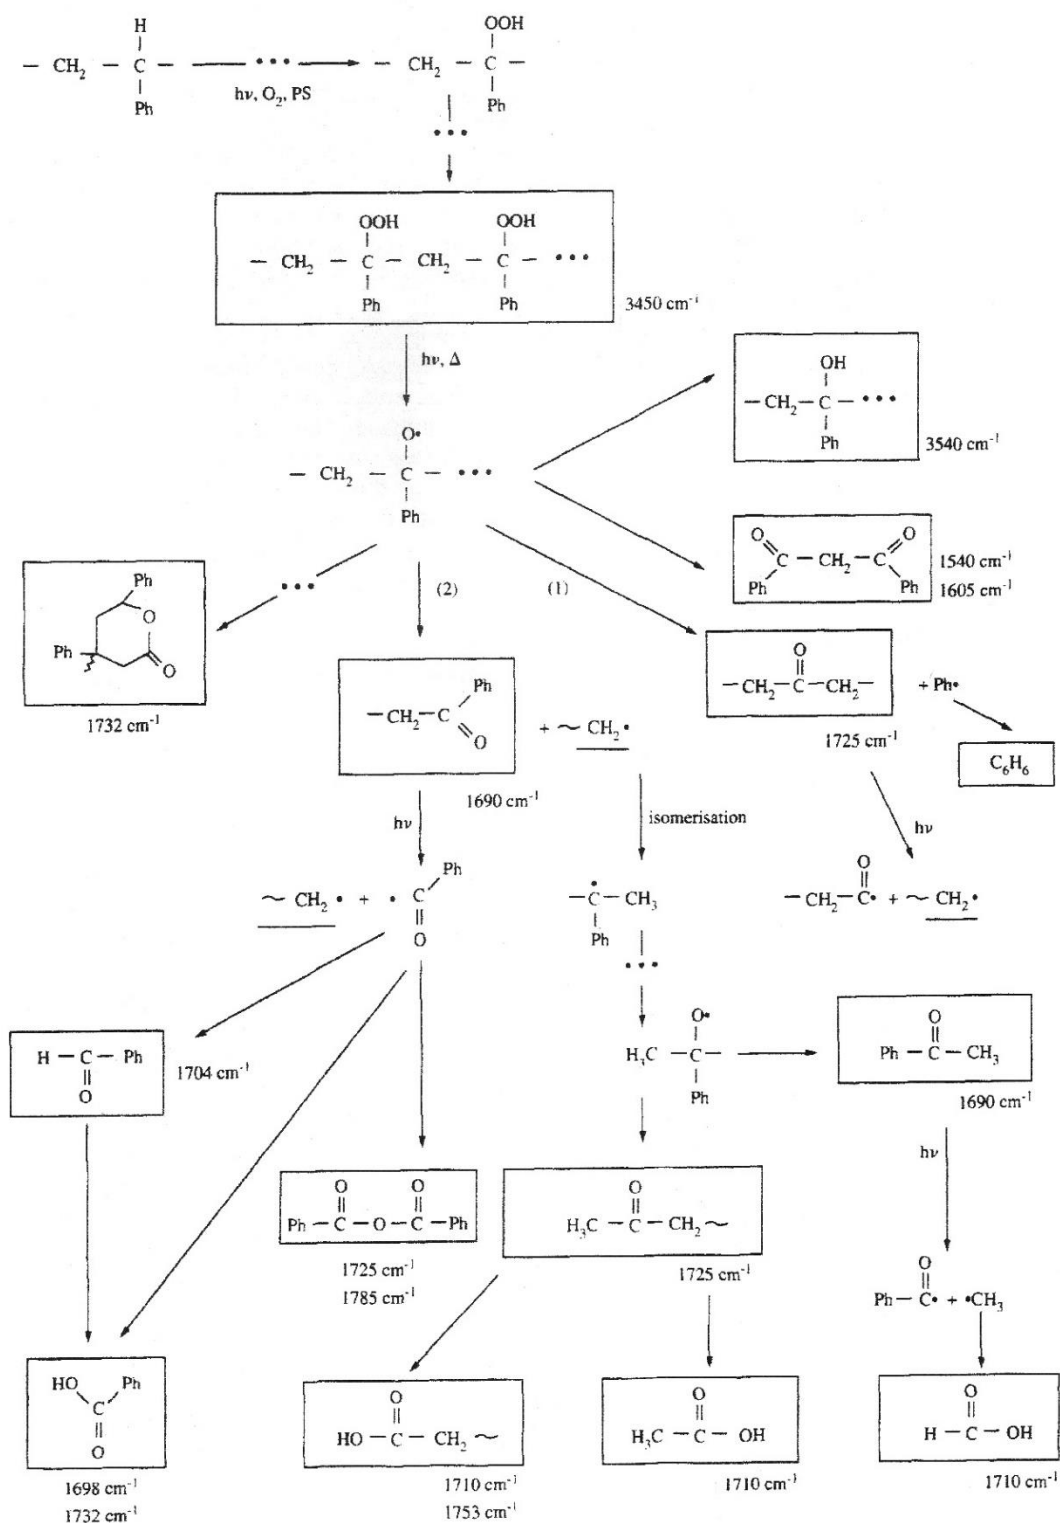 H
OOH
— CH₂ — C — ••• — CH₂ — C —
Ph
hν, O₂, PS
Ph
•••
OOH OOH
— CH₂ — C — CH₂ — C — •••
Ph Ph
3450 cm⁻¹
hν, Δ
OH
—CH₂—C—•••
Ph
3540 cm⁻¹
O•
— CH₂ — C — •••
Ph
O O
C—CH₂—C
Ph Ph
1540 cm⁻¹
1605 cm⁻¹
•••
(2)
(1)
Ph
O
Ph
O
1732 cm⁻¹
Ph
—CH₂—C
O
1690 cm⁻¹
+ ~CH₂•
O
—CH₂—C—CH₂—
1725 cm⁻¹
+ Ph•
C₆H₆
hν
isomerisation
hν
~ CH₂ • + • C
Ph
O
•
—C—CH₃
Ph
•••
O
—CH₂—C• + ~CH₂•
H — C — Ph
O
1704 cm⁻¹
O•
H₃C — C —
Ph
O
Ph — C — CH₃
1690 cm⁻¹
hν
O O
Ph — C — O — C — Ph
1725 cm⁻¹
1785 cm⁻¹
O
H₃C — C — CH₂~
1725 cm⁻¹
O
Ph — C• + •CH₃
HO Ph
C
O
1698 cm⁻¹
1732 cm⁻¹
O
HO — C — CH₂ ~
1710 cm⁻¹
1753 cm⁻¹
O
H₃C — C — OH
1710 cm⁻¹
O
H — C — OH
1710 cm⁻¹